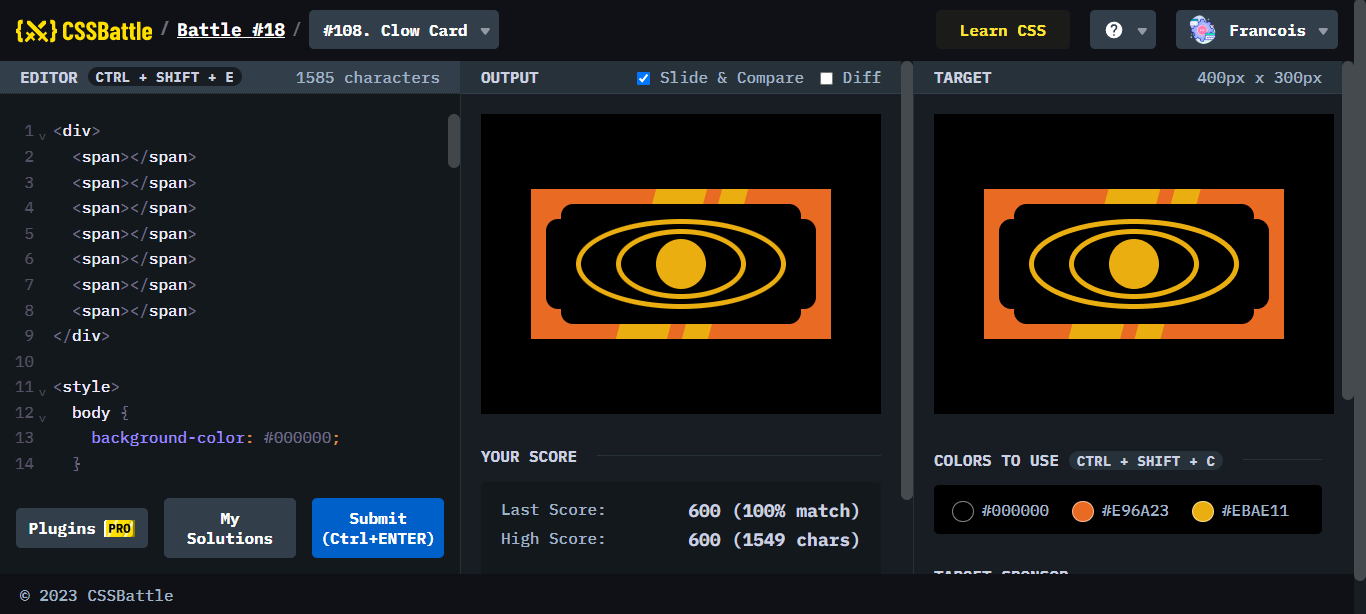 CSSBattle / Battle #18 / #108. Clow Card
Learn CSS
? Francois
EDITOR CTRL + SHIFT + E 1585 characters
OUTPUT Slide & Compare Diff
TARGET 400px x 300px
1 <div>
2 <span></span>
3 <span></span>
4 <span></span>
5 <span></span>
6 <span></span>
7 <span></span>
8 <span></span>
9 </div>
10
11 <style>
12 body {
13 background-color: #000000;
14 }
Plugins PRO
My
Solutions
Submit
(Ctrl+ENTER)
YOUR SCORE
Last Score: 600 (100% match)
High Score: 600 (1549 chars)
COLORS TO USE CTRL + SHIFT + C
#000000 #E96A23 #EBAE11
TARGET SPONSOR
© 2023 CSSBattle